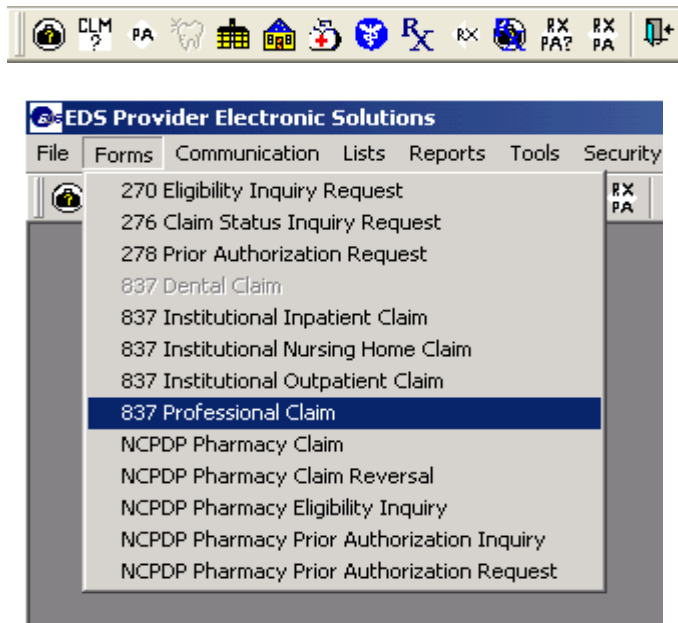 CLM ? PA Rx RX RX PA? RX PA
EDS Provider Electronic Solutions
File Forms Communication Lists Reports Tools Security
RX PA
270 Eligibility Inquiry Request
276 Claim Status Inquiry Request
278 Prior Authorization Request
837 Dental Claim
837 Institutional Inpatient Claim
837 Institutional Nursing Home Claim
837 Institutional Outpatient Claim
837 Professional Claim
NCPDP Pharmacy Claim
NCPDP Pharmacy Claim Reversal
NCPDP Pharmacy Eligibility Inquiry
NCPDP Pharmacy Prior Authorization Inquiry
NCPDP Pharmacy Prior Authorization Request